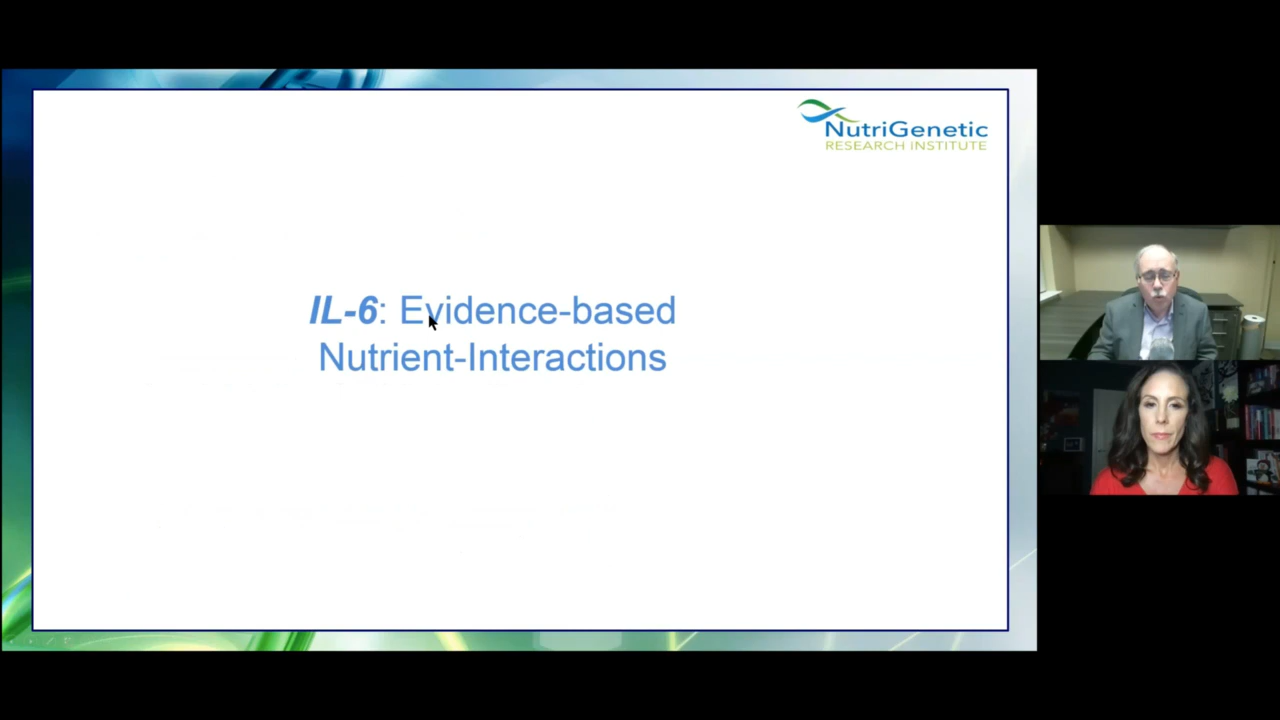 NutriGenetic
RESEARCH INSTITUTE
IL-6: Evidence-based
Nutrient-Interactions